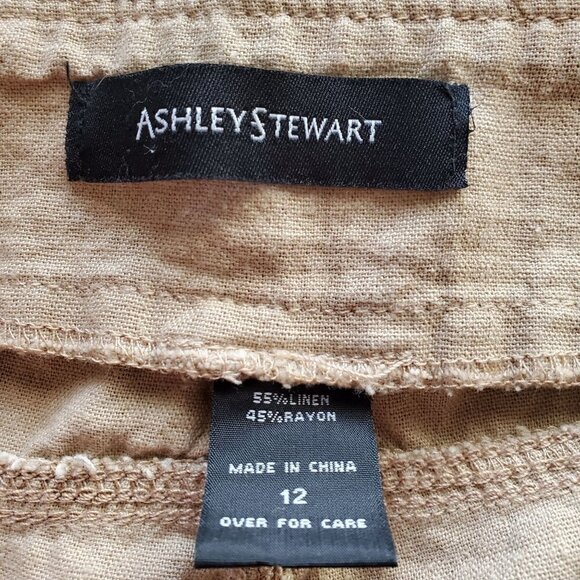 ASHLEY STEWART
55%LINEN
45%RAYON
MADE IN CHINA
12
OVER FOR CARE